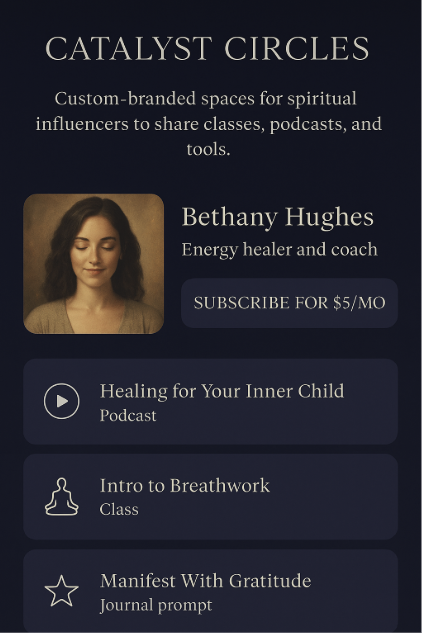 CATALYST CIRCLES
Custom-branded spaces for spiritual
influencers to share classes, podcasts, and
tools.
Bethany Hughes
Energy healer and coach
SUBSCRIBE FOR $5/MO
Healing for Your Inner Child
Podcast
Intro to Breathwork
Class
Manifest With Gratitude
Journal prompt